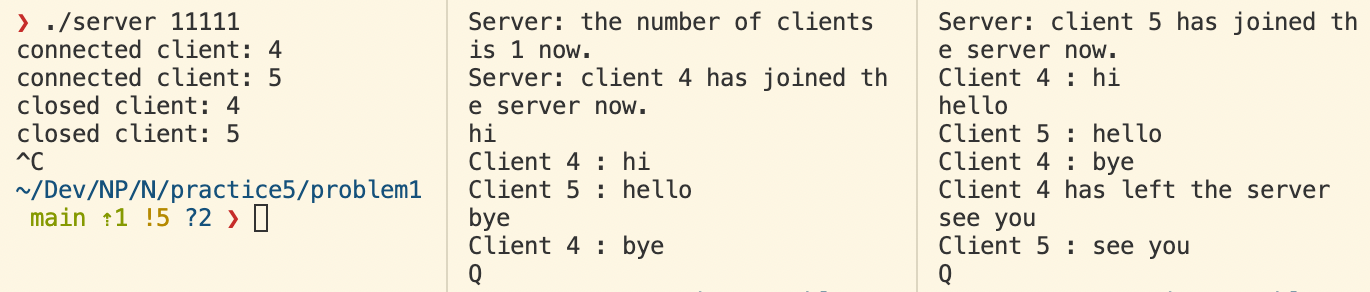 ❯ ./server 11111
connected client: 4
connected client: 5
closed client: 4
closed client: 5
^C
~/Dev/NP/N/practice5/problem1
main ⇡1 !5 ?2 ❯
Server: the number of clients
is 1 now.
Server: client 4 has joined th
e server now.
hi
Client 4 : hi
Client 5 : hello
bye
Client 4 : bye
Q
Server: client 5 has joined th
e server now.
Client 4 : hi
hello
Client 5 : hello
Client 4 : bye
Client 4 has left the server
see you
Client 5 : see you
Q